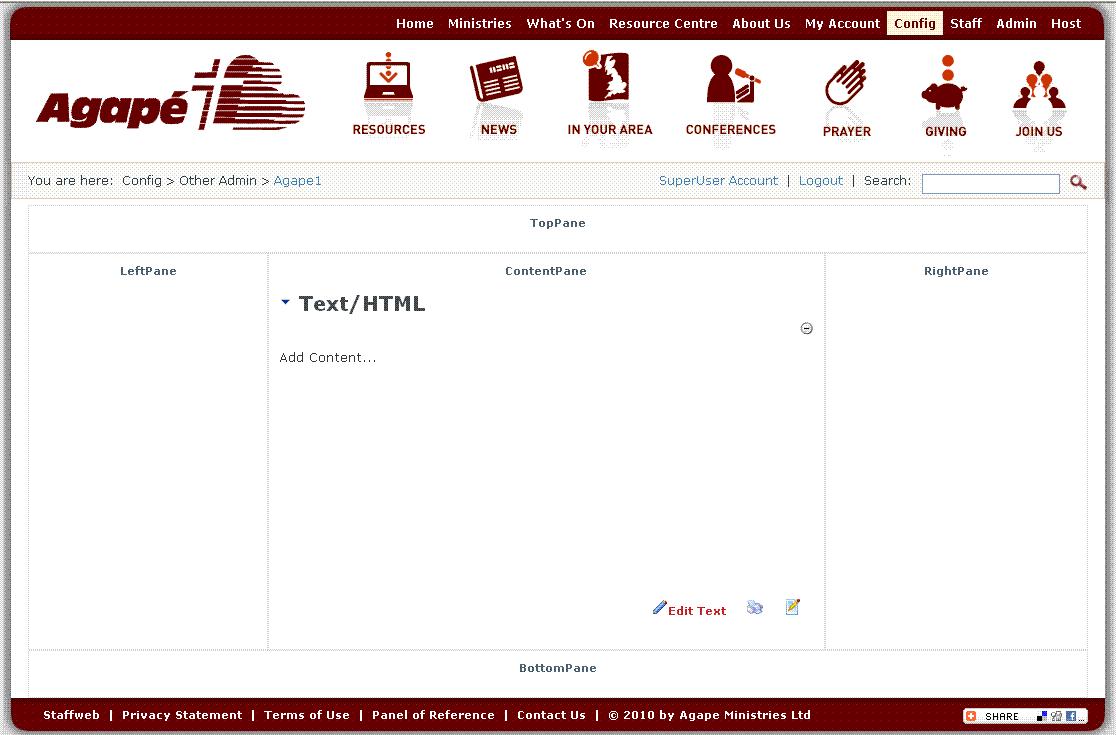 Home Ministries What's On Resource Centre About Us My Account Config Staff Admin Host
Agapé
RESOURCES NEWS IN YOUR AREA CONFERENCES PRAYER GIVING JOIN US
You are here: Config > Other Admin > Agape1 SuperUser Account | Logout | Search:
TopPane
LeftPane ContentPane RightPane
Text/HTML
Add Content...
Edit Text
BottomPane
Staffweb | Privacy Statement | Terms of Use | Panel of Reference | Contact Us | © 2010 by Agape Ministries Ltd SHARE